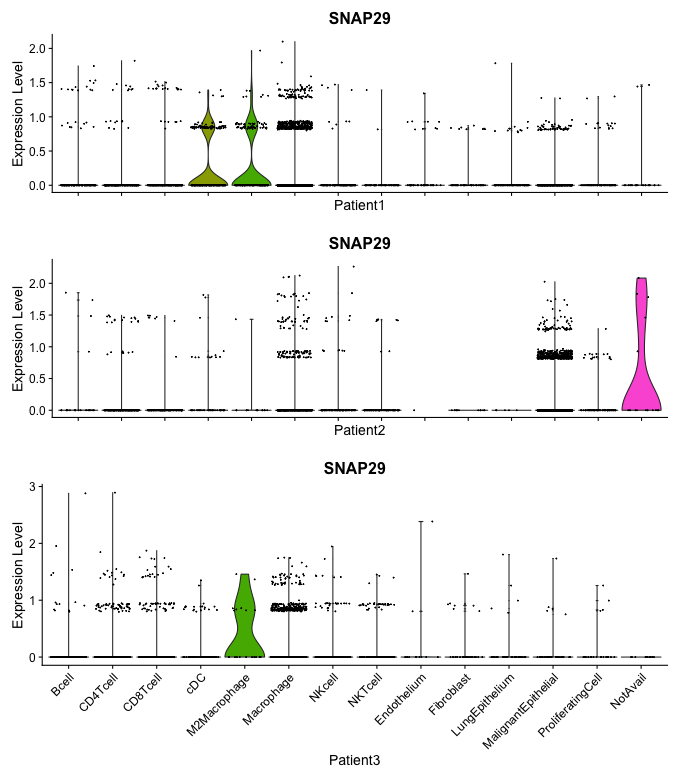 SNAP29
Expression Level
2.0
1.5
1.0
0.5
0.0
Patient1
SNAP29
Expression Level
2.0
1.5
1.0
0.5
0.0
Patient2
SNAP29
Expression Level
3
2
1
0
Bcell
CD4Tcell
CD8Tcell
cDC
M2Macrophage
Macrophage
NKcell
NKTcell
Endothelium
Fibroblast
LungEpithelium
MalignantEpithelial
ProliferatingCell
NotAvail
Patient3